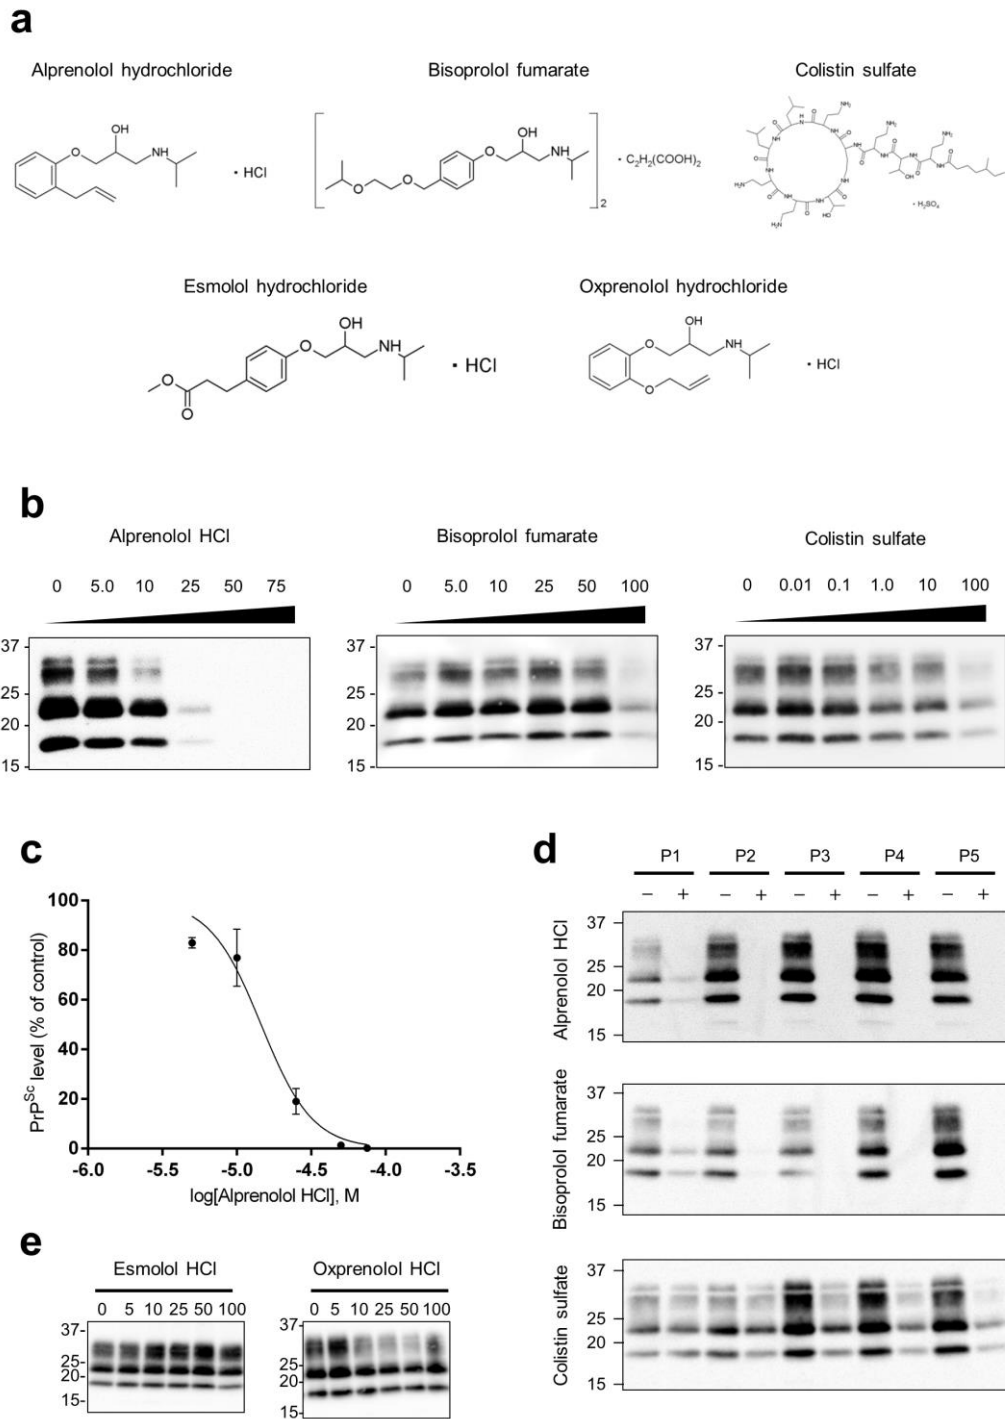 a
Alprenolol hydrochloride
Bisoprolol fumarate
Colistin sulfate
OH
O
NH
• HCl
OH
O
NH
O
O
2
• C₂H₂(COOH)₂
• H₂SO₄
Esmolol hydrochloride
Oxprenolol hydrochloride
OH
O
NH
O
O
• HCl
OH
O
NH
O
• HCl
b
Alprenolol HCl
Bisoprolol fumarate
Colistin sulfate
0 5.0 10 25 50 75
0 5.0 10 25 50 100
0 0.01 0.1 1.0 10 100
37 -
25 -
20 -
15 -
37 -
25 -
20 -
15 -
37 -
25 -
20 -
15 -
c
PrPSc level (% of control)
100
80
60
40
20
0
-6.0 -5.5 -5.0 -4.5 -4.0 -3.5
log[Alprenolol HCl], M
d
P1 P2 P3 P4 P5
– + – + – + – + – +
Alprenolol HCl
37 –
25 –
20 –
15 –
Bisoprolol fumarate
37 –
25 –
20 –
15 –
Colistin sulfate
37 –
25 –
20 –
15 –
e
Esmolol HCl
Oxprenolol HCl
0 5 10 25 50 100
0 5 10 25 50 100
37-
25-
20-
15-
37-
25-
20-
15-